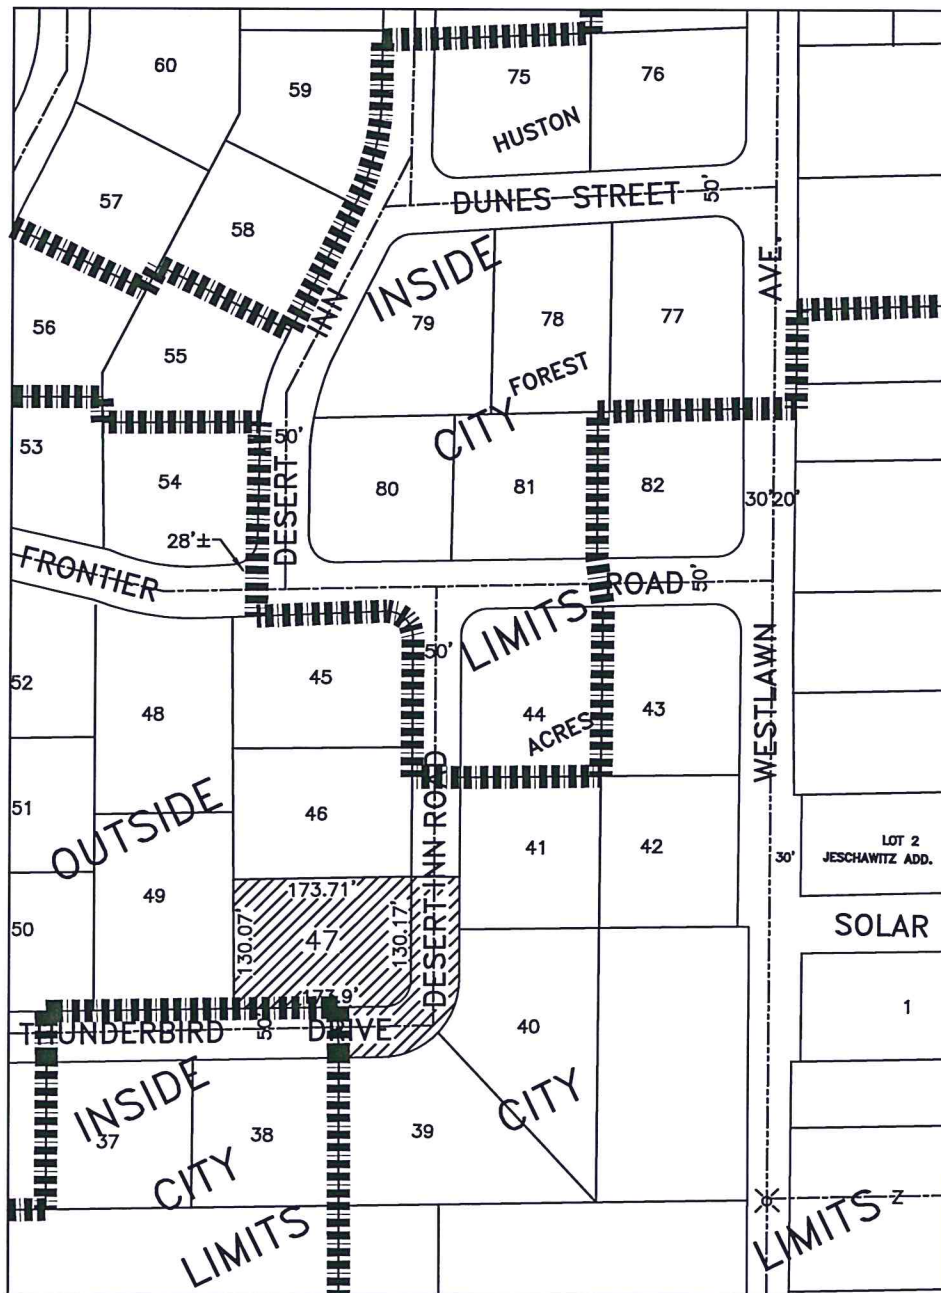 60
59
75
76
HUSTON
57
58
DUNES STREET
50'
INSIDE
AVE.
INN
56
55
79
78
77
FOREST
CITY
53
54
50'
DESERT
80
81
82
30'
20'
28'±
FRONTIER
ROAD
50'
LIMITS
50'
52
48
45
44
43
ACRES
WESTLAWN
51
46
41
42
OUTSIDE
DESERT INN ROAD
30'
LOT 2
JESCHAWITZ ADD.
49
50
173.71'
130.07'
47
130.17'
173.9'
SOLAR
THUNDERBIRD
50'
DRIVE
40
1
INSIDE
37
38
39
CITY
CITY
LIMITS
LIMITS
Z